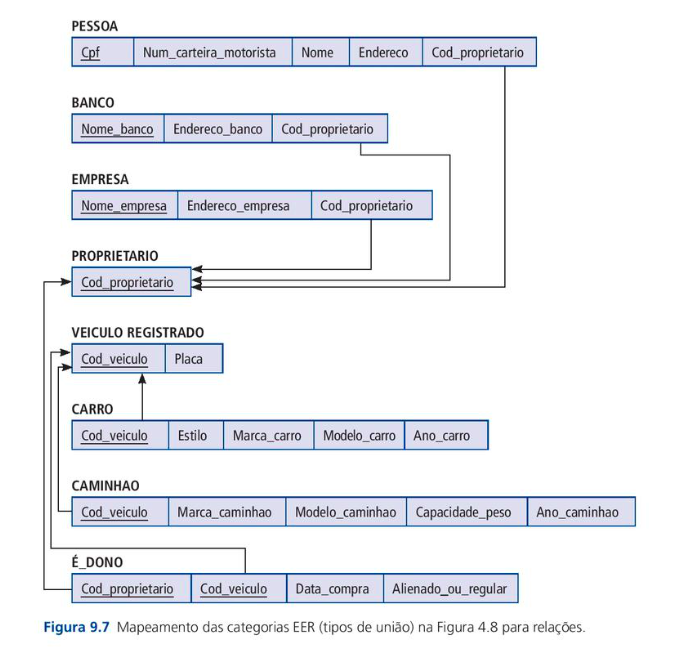 PESSOA
Cpf Num_carteira_motorista Nome Endereco Cod_proprietario
BANCO
Nome_banco Endereco_banco Cod_proprietario
EMPRESA
Nome_empresa Endereco_empresa Cod_proprietario
PROPRIETARIO
Cod_proprietario
VEICULO REGISTRADO
Cod_veiculo Placa
CARRO
Cod_veiculo Estilo Marca_carro Modelo_carro Ano_carro
CAMINHAO
Cod_veiculo Marca_caminhao Modelo_caminhao Capacidade_peso Ano_caminhao
É_DONO
Cod_proprietario Cod_veiculo Data_compra Alienado_ou_regular
Figura 9.7 Mapeamento das categorias EER (tipos de união) na Figura 4.8 para relações.